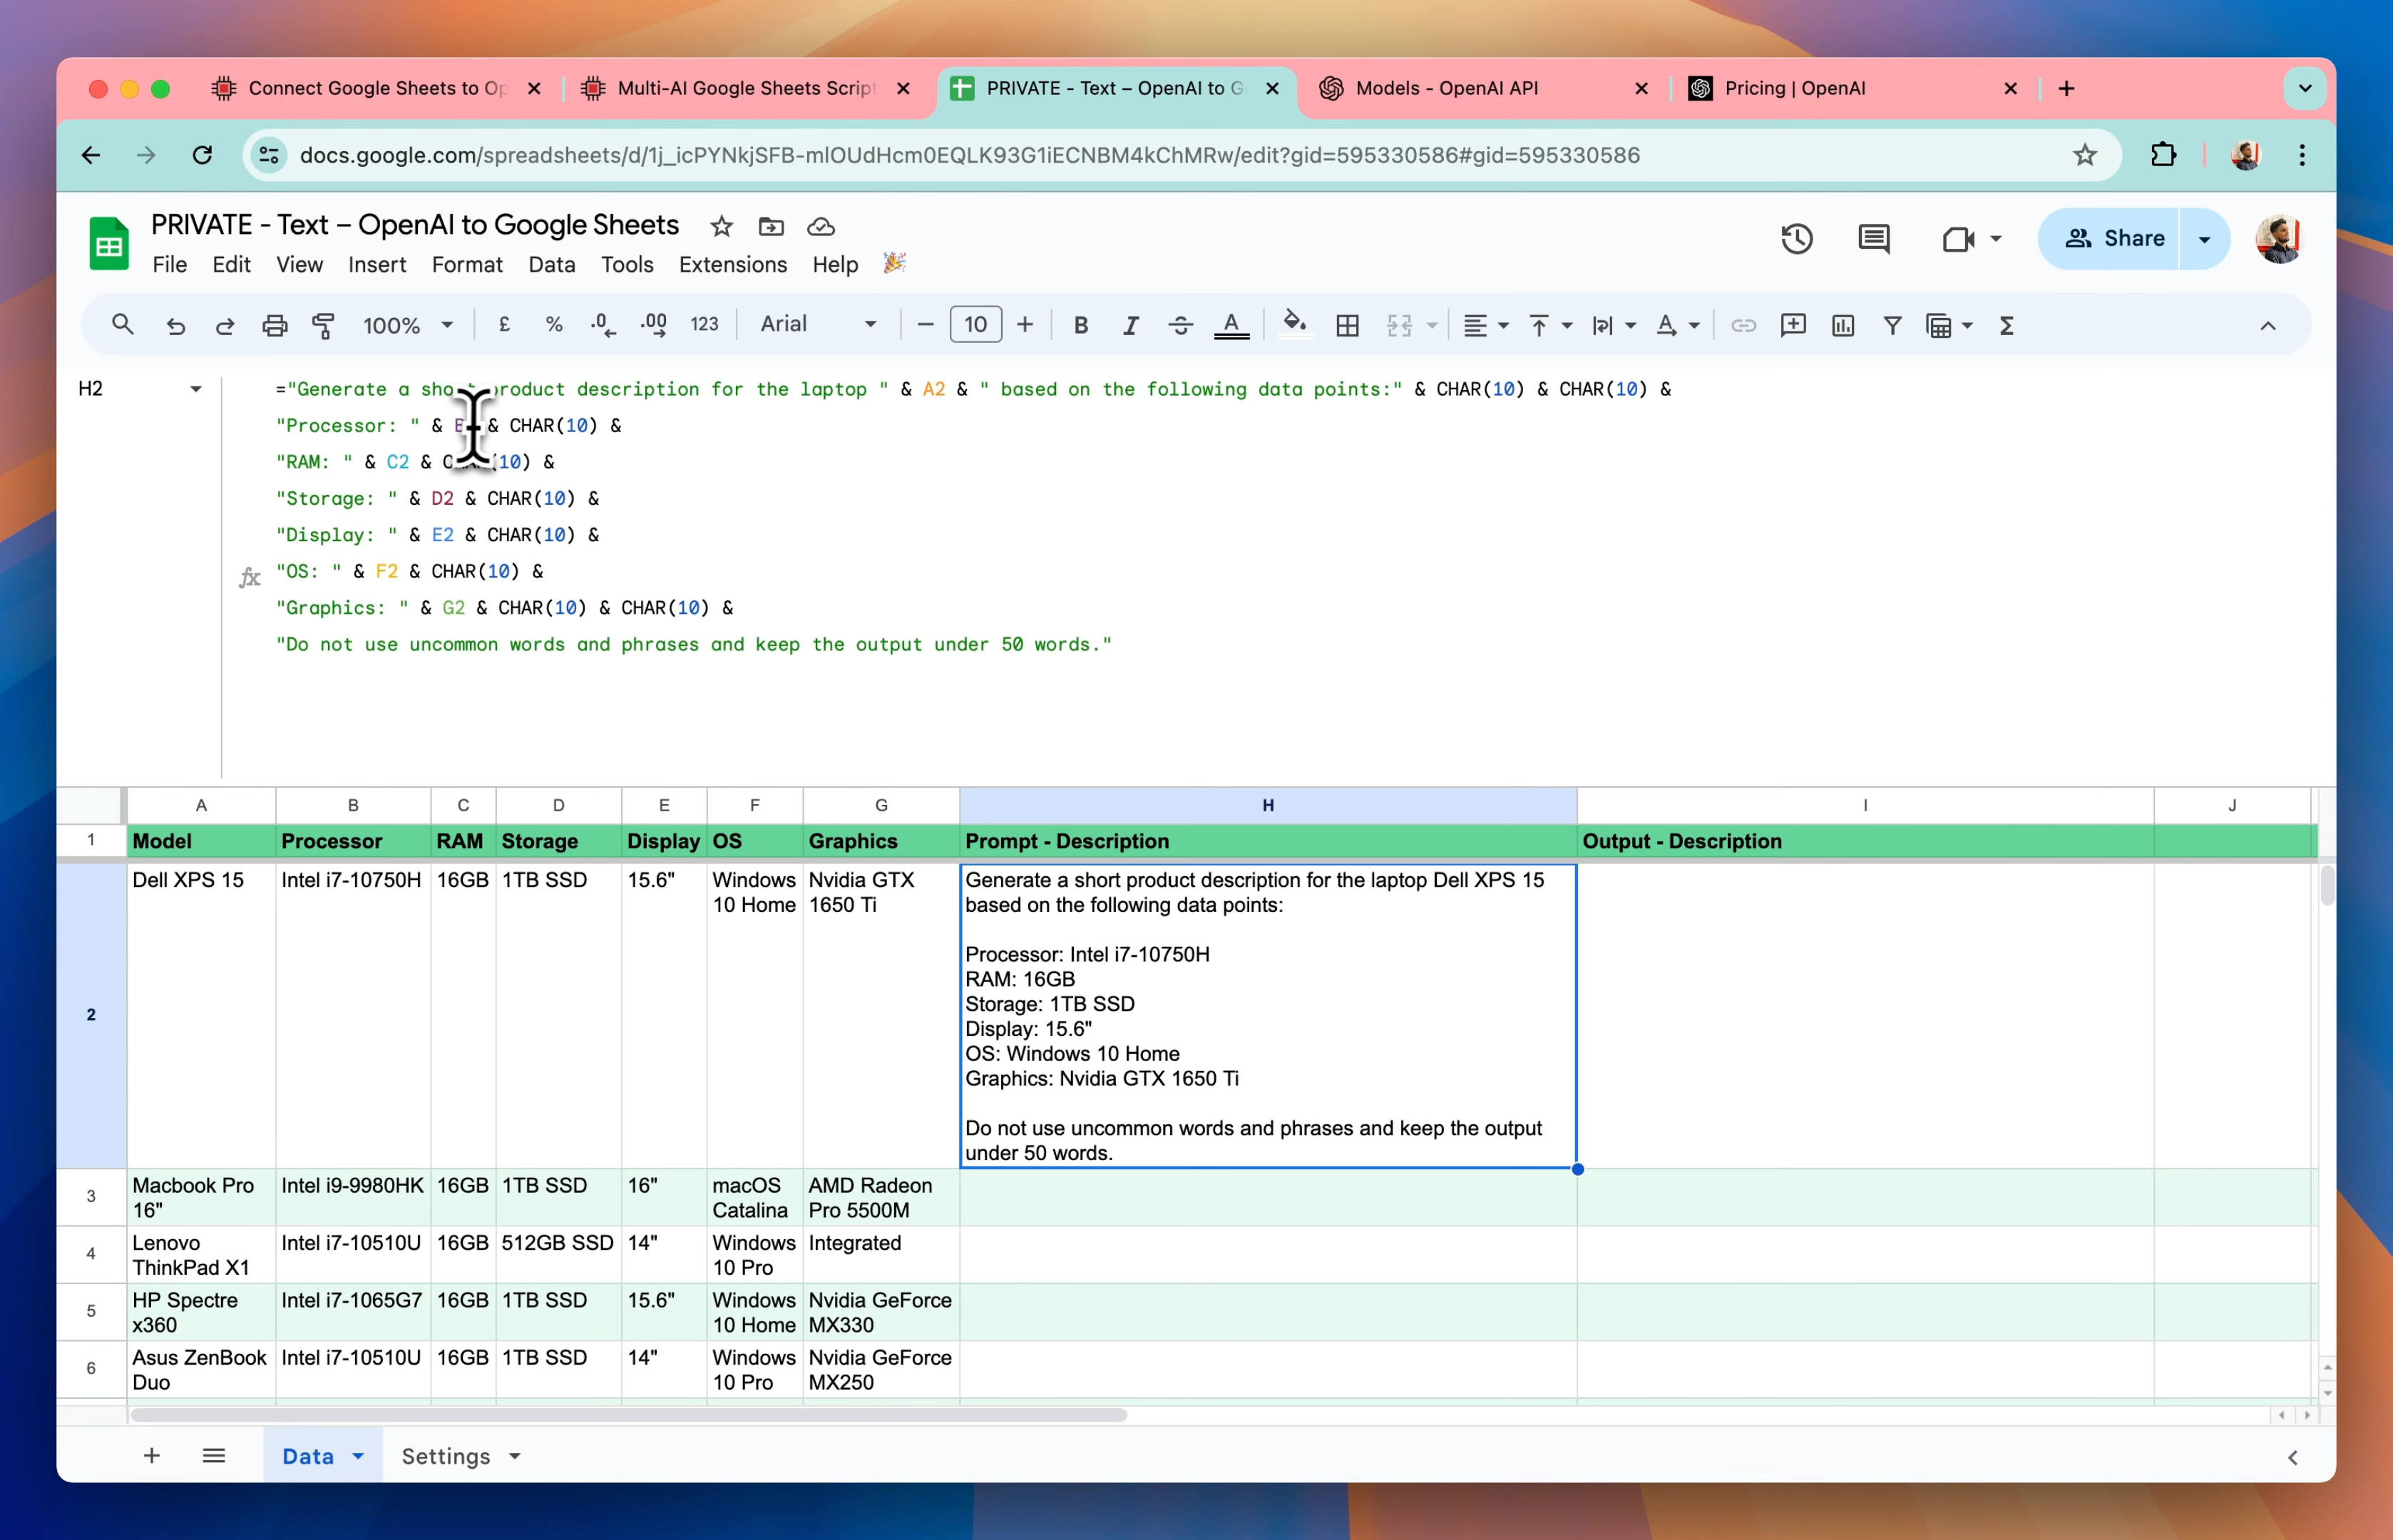 Connect Google Sheets to Op
Multi-AI Google Sheets Script
PRIVATE - Text – OpenAI to G
Models - OpenAI API
Pricing | OpenAI
docs.google.com/spreadsheets/d/1j_icPYNkjSFB-mlOUdHcm0EQLK93G1iECNBM4kChMRw/edit?gid=595330586#gid=595330586
PRIVATE - Text – OpenAI to Google Sheets
Share
File Edit View Insert Format Data Tools Extensions Help
100% £ % .0 .00 123 Arial 10 B I A
H2
="Generate a product description for the laptop " & A2 & " based on the following data points:" & CHAR(10) & CHAR(10) &
"Processor: " & & CHAR(10) &
"RAM: " & C2 & (10) &
"Storage: " & D2 & CHAR(10) &
"Display: " & E2 & CHAR(10) &
fx
"OS: " & F2 & CHAR(10) &
"Graphics: " & G2 & CHAR(10) & CHAR(10) &
"Do not use uncommon words and phrases and keep the output under 50 words."
A B C D E F G H I J
1 Model Processor RAM Storage Display OS Graphics Prompt - Description Output - Description
2
Dell XPS 15
Intel i7-10750H
16GB
1TB SSD
15.6"
Windows
10 Home
Nvidia GTX
1650 Ti
Generate a short product description for the laptop Dell XPS 15
based on the following data points:
Processor: Intel i7-10750H
RAM: 16GB
Storage: 1TB SSD
Display: 15.6"
OS: Windows 10 Home
Graphics: Nvidia GTX 1650 Ti
Do not use uncommon words and phrases and keep the output
under 50 words.
3
Macbook Pro
16"
Intel i9-9980HK
16GB
1TB SSD
16"
macOS
Catalina
AMD Radeon
Pro 5500M
4
Lenovo
ThinkPad X1
Intel i7-10510U
16GB
512GB SSD
14"
Windows
10 Pro
Integrated
5
HP Spectre
x360
Intel i7-1065G7
16GB
1TB SSD
15.6"
Windows
10 Home
Nvidia GeForce
MX330
6
Asus ZenBook
Duo
Intel i7-10510U
16GB
1TB SSD
14"
Windows
10 Pro
Nvidia GeForce
MX250
Data
Settings